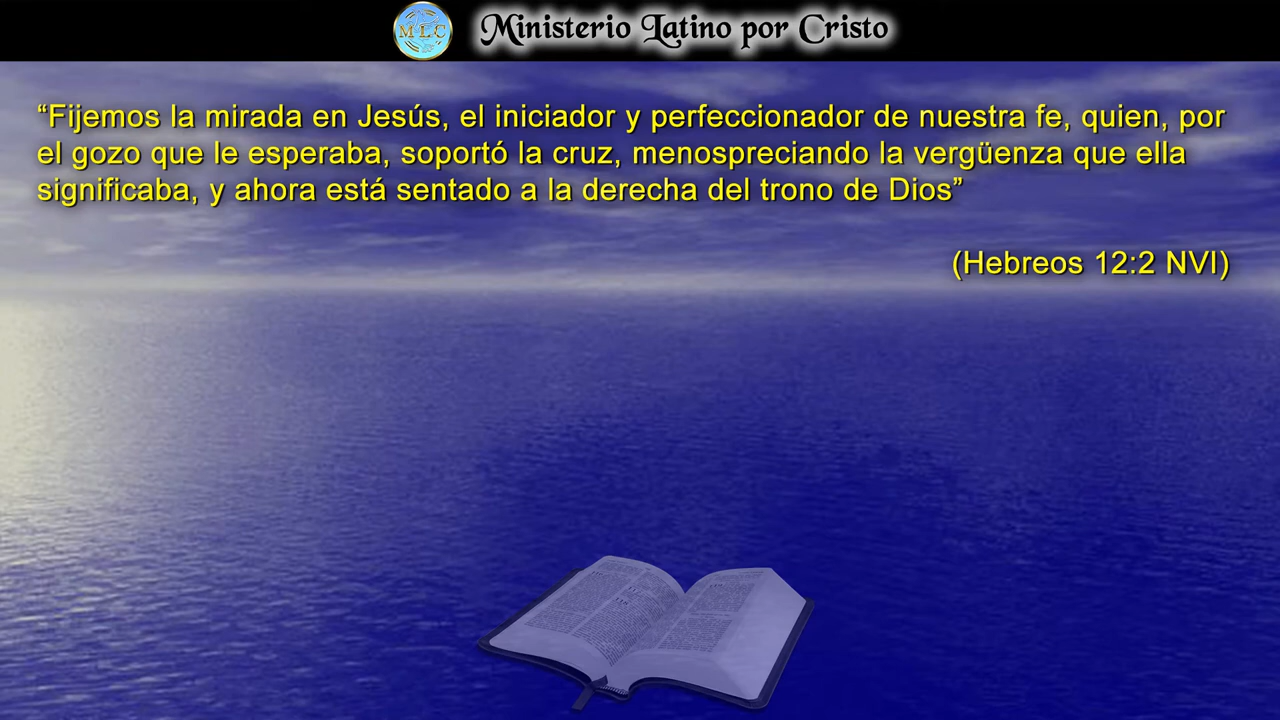 MLC
Ministerio Latino por Cristo
“Fijemos la mirada en Jesús, el iniciador y perfeccionador de nuestra fe, quien, por
el gozo que le esperaba, soportó la cruz, menospreciando la vergüenza que ella
significaba, y ahora está sentado a la derecha del trono de Dios”
(Hebreos 12:2 NVI)